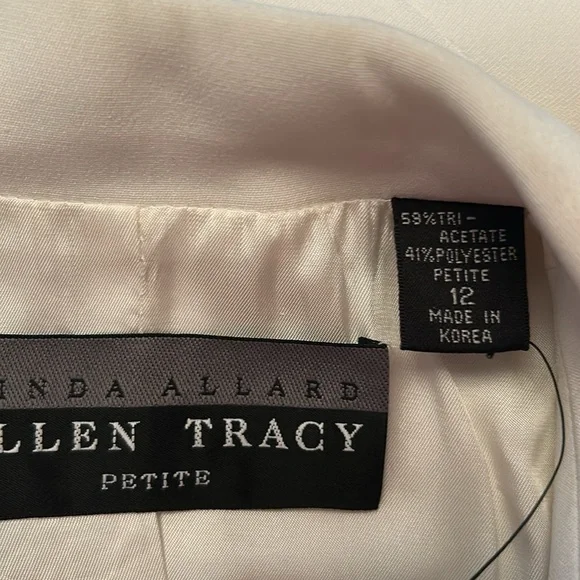 59%TRI-
ACETATE
41%POLYESTER
PETITE
12
MADE IN
KOREA
INDA ALLARD
LLEN TRACY
PETITE